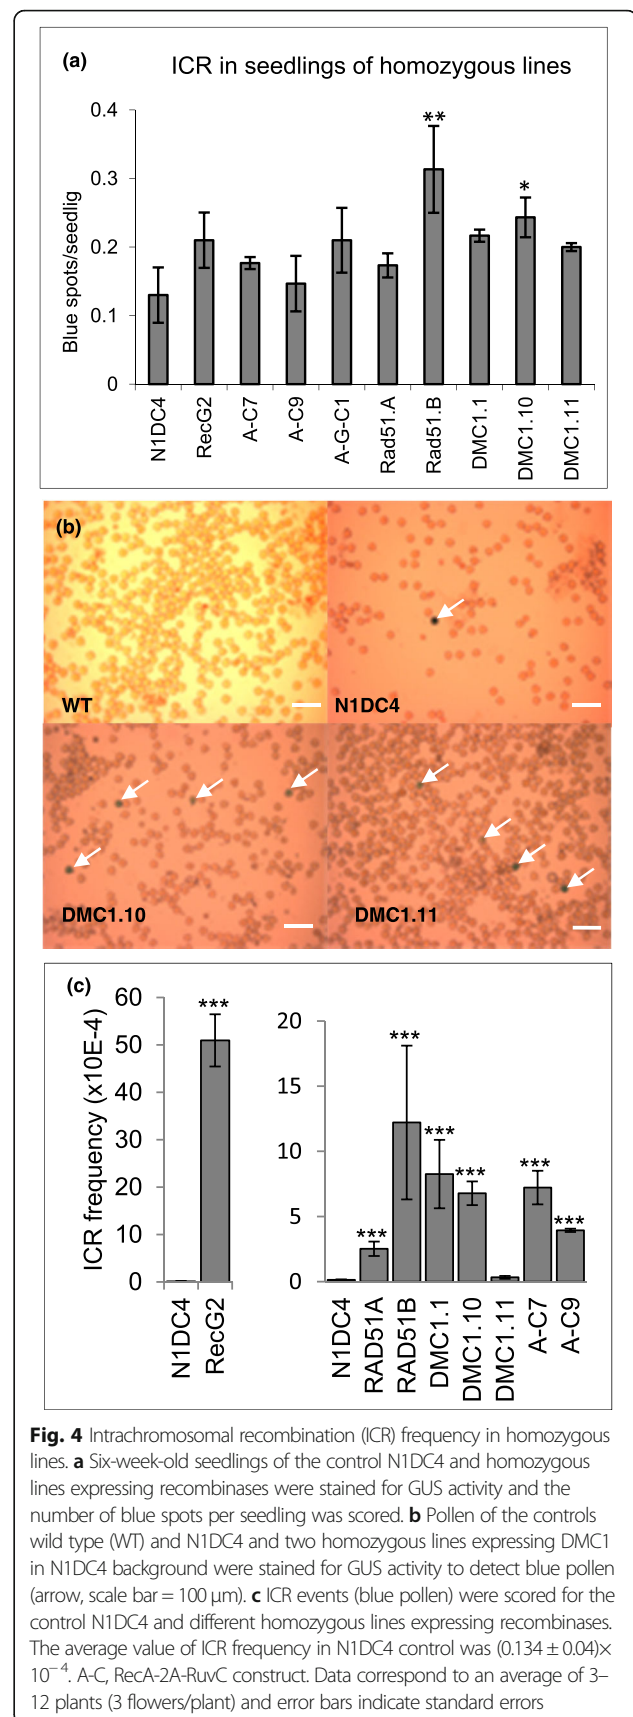 (a) ICR in seedlings of homozygous lines
Blue spots/seedlig
0.4
0.3
0.2
0.1
0
**
*
N1DC4
RecG2
A-C7
A-C9
A-G-C1
Rad51.A
Rad51.B
DMC1.1
DMC1.10
DMC1.11
(b)
WT
N1DC4
DMC1.10
DMC1.11
(c)
ICR frequency (x10E-4)
60
50
40
30
20
10
0
***
N1DC4
RecG2
20
15
10
5
0
***
***
***
***
***
***
N1DC4
RAD51A
RAD51B
DMC1.1
DMC1.10
DMC1.11
A-C7
A-C9
Fig. 4 Intrachromosomal recombination (ICR) frequency in homozygous
lines. a Six-week-old seedlings of the control N1DC4 and homozygous
lines expressing recombinases were stained for GUS activity and the
number of blue spots per seedling was scored. b Pollen of the controls
wild type (WT) and N1DC4 and two homozygous lines expressing DMC1
in N1DC4 background were stained for GUS activity to detect blue pollen
(arrow, scale bar = 100 μm). c ICR events (blue pollen) were scored for the
control N1DC4 and different homozygous lines expressing recombinases.
The average value of ICR frequency in N1DC4 control was (0.134 ± 0.04)×
10⁻⁴. A-C, RecA-2A-RuvC construct. Data correspond to an average of 3–
12 plants (3 flowers/plant) and error bars indicate standard errors